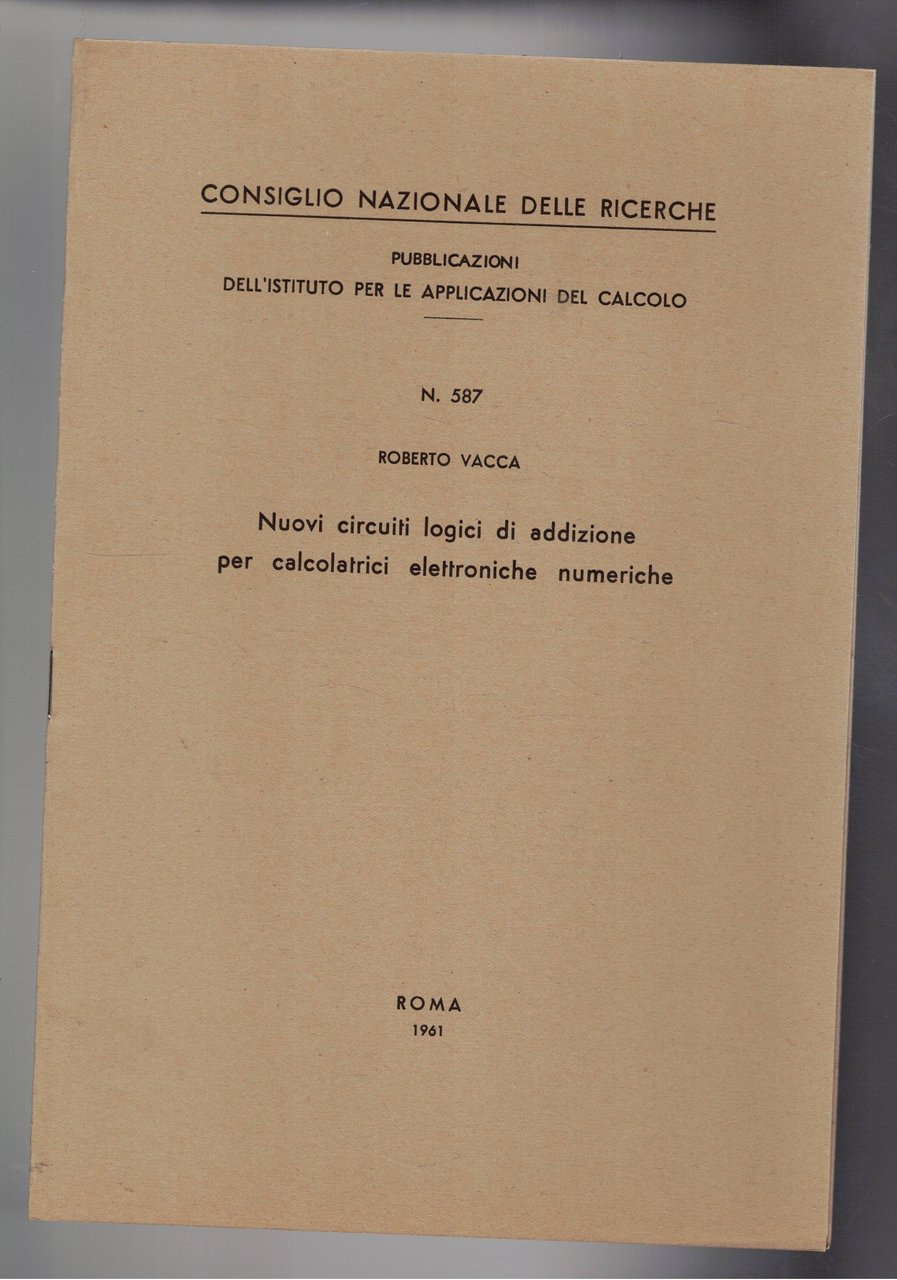 CONSIGLIO NAZIONALE DELLE RICERCHE
PUBBLICAZIONI
DELL'ISTITUTO PER LE APPLICAZIONI DEL CALCOLO
N. 587
ROBERTO VACCA
Nuovi circuiti logici di addizione
per calcolatrici elettroniche numeriche
ROMA
1961